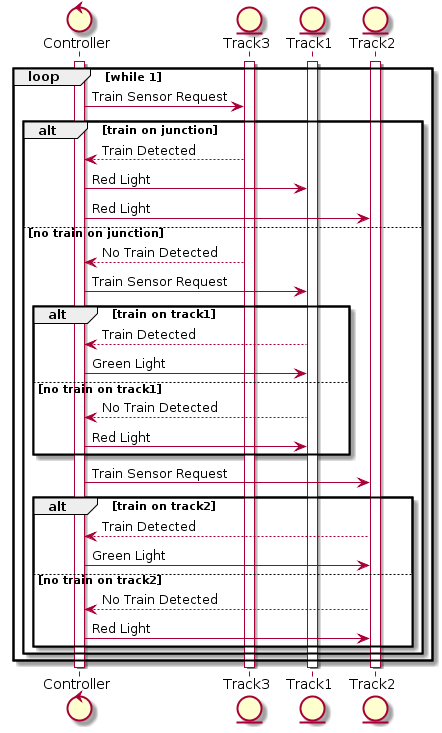 Controller Track3 Track1 Track2
loop [while 1]
Train Sensor Request
alt [train on junction]
Train Detected
Red Light
Red Light
[no train on junction]
No Train Detected
Train Sensor Request
alt [train on track1]
Train Detected
Green Light
[no train on track1]
No Train Detected
Red Light
Train Sensor Request
alt [train on track2]
Train Detected
Green Light
[no train on track2]
No Train Detected
Red Light
Controller Track3 Track1 Track2